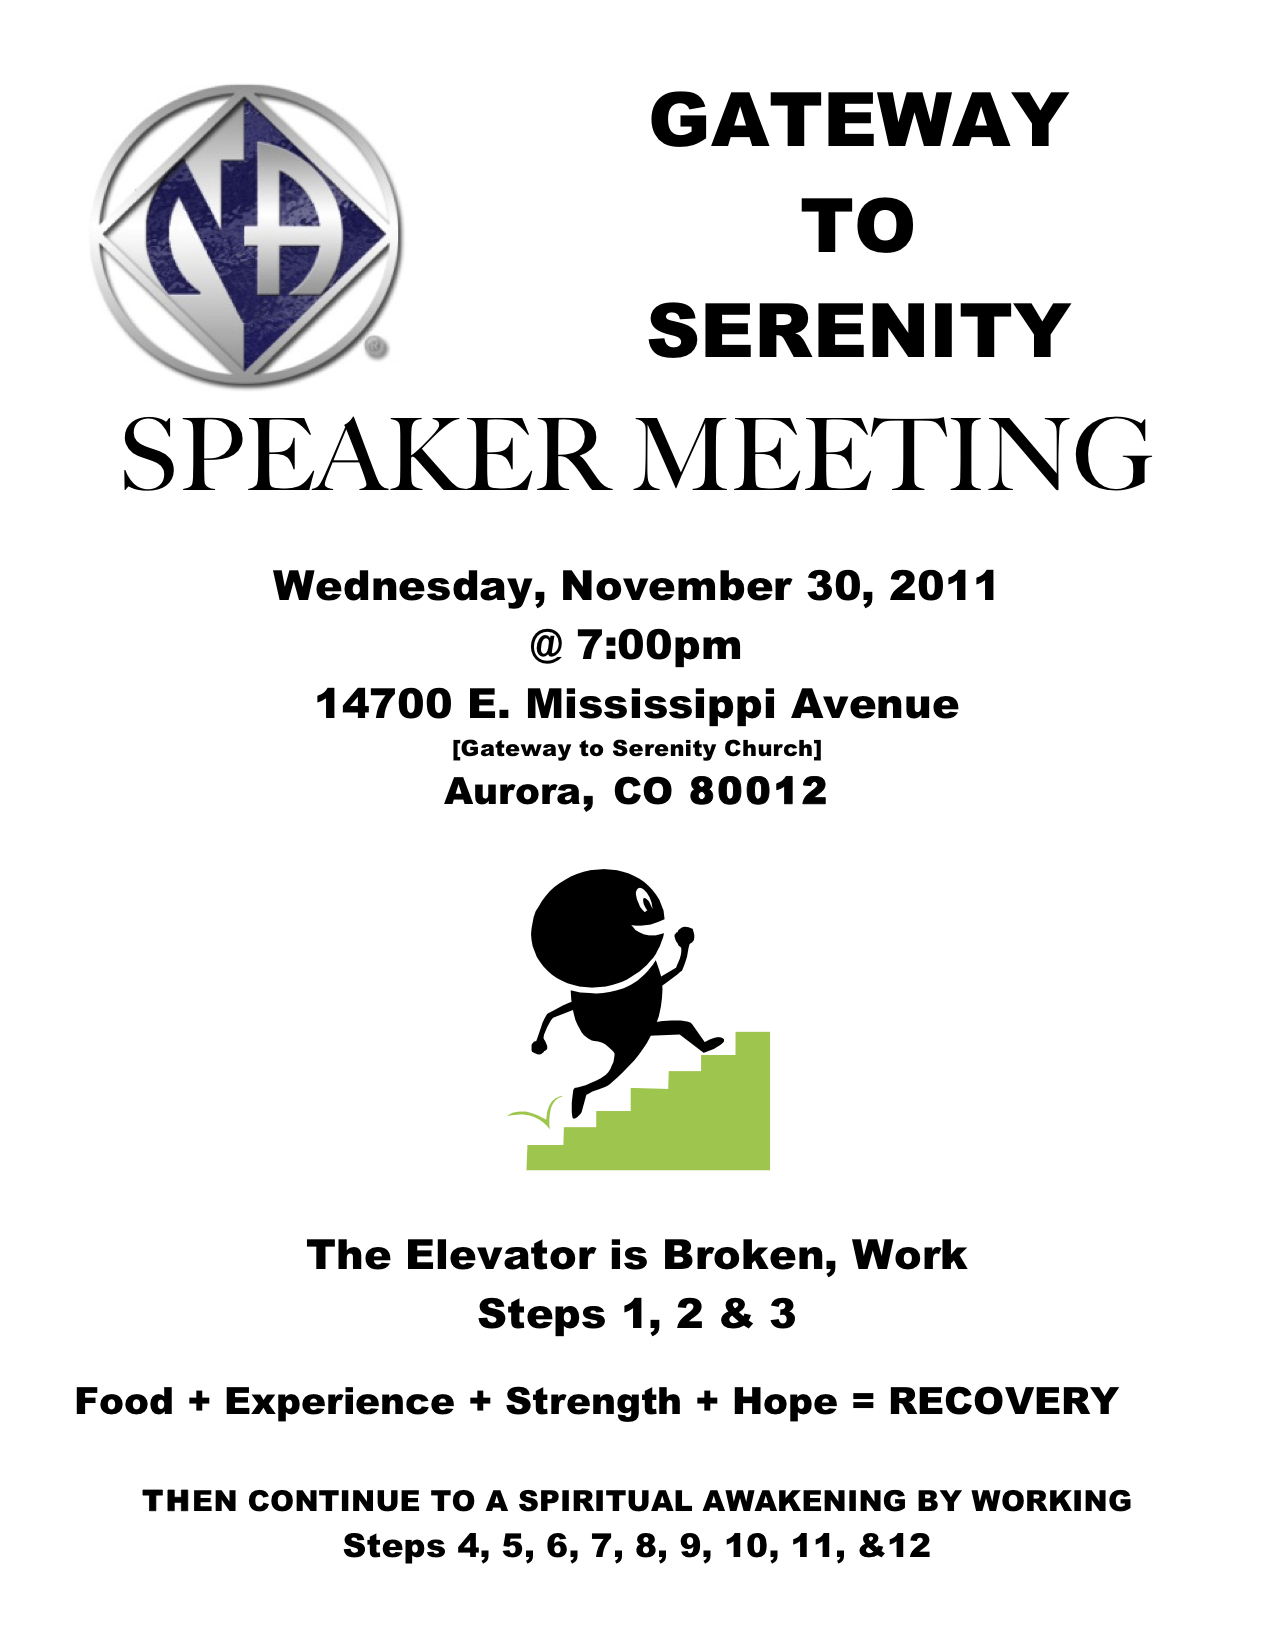 NA
®
GATEWAY
TO
SERENITY
SPEAKER MEETING
Wednesday, November 30, 2011
@ 7:00pm
14700 E. Mississippi Avenue
[Gateway to Serenity Church]
Aurora, CO 80012
The Elevator is Broken, Work
Steps 1, 2 & 3
Food + Experience + Strength + Hope = RECOVERY
THEN CONTINUE TO A SPIRITUAL AWAKENING BY WORKING
Steps 4, 5, 6, 7, 8, 9, 10, 11, &12